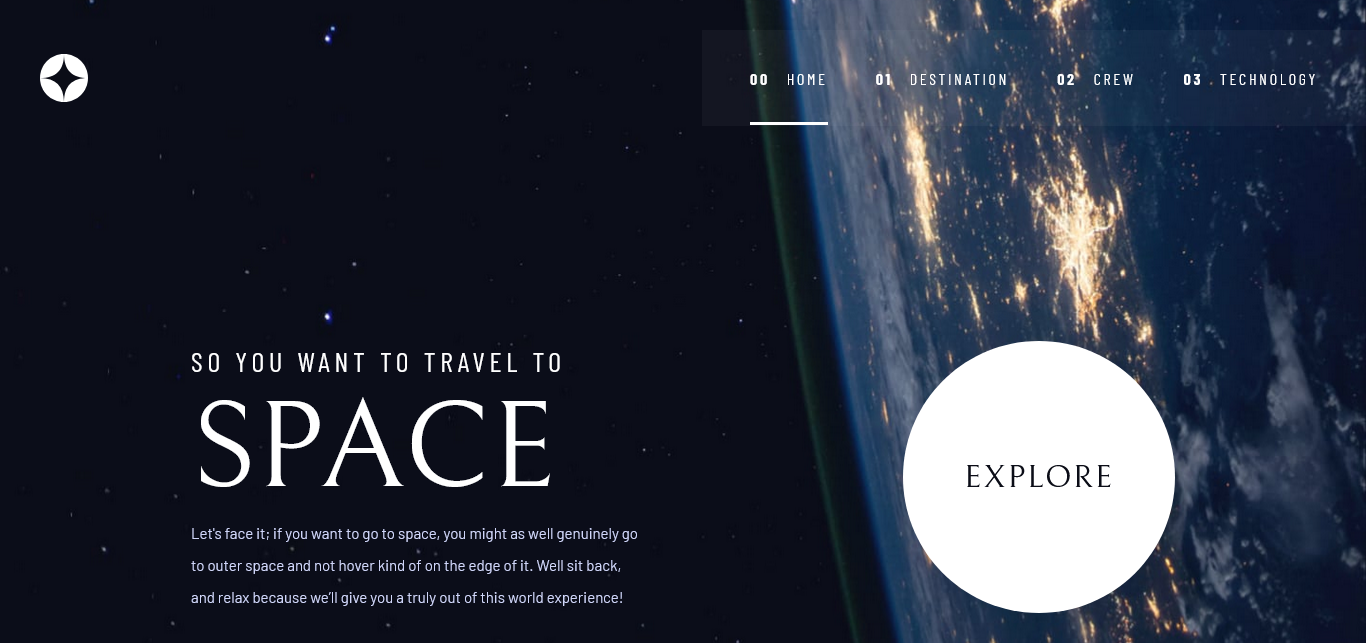 00 HOME 01 DESTINATION 02 CREW 03 TECHNOLOGY
SO YOU WANT TO TRAVEL TO
SPACE
Let's face it; if you want to go to space, you might as well genuinely go
to outer space and not hover kind of on the edge of it. Well sit back,
and relax because we’ll give you a truly out of this world experience!
EXPLORE